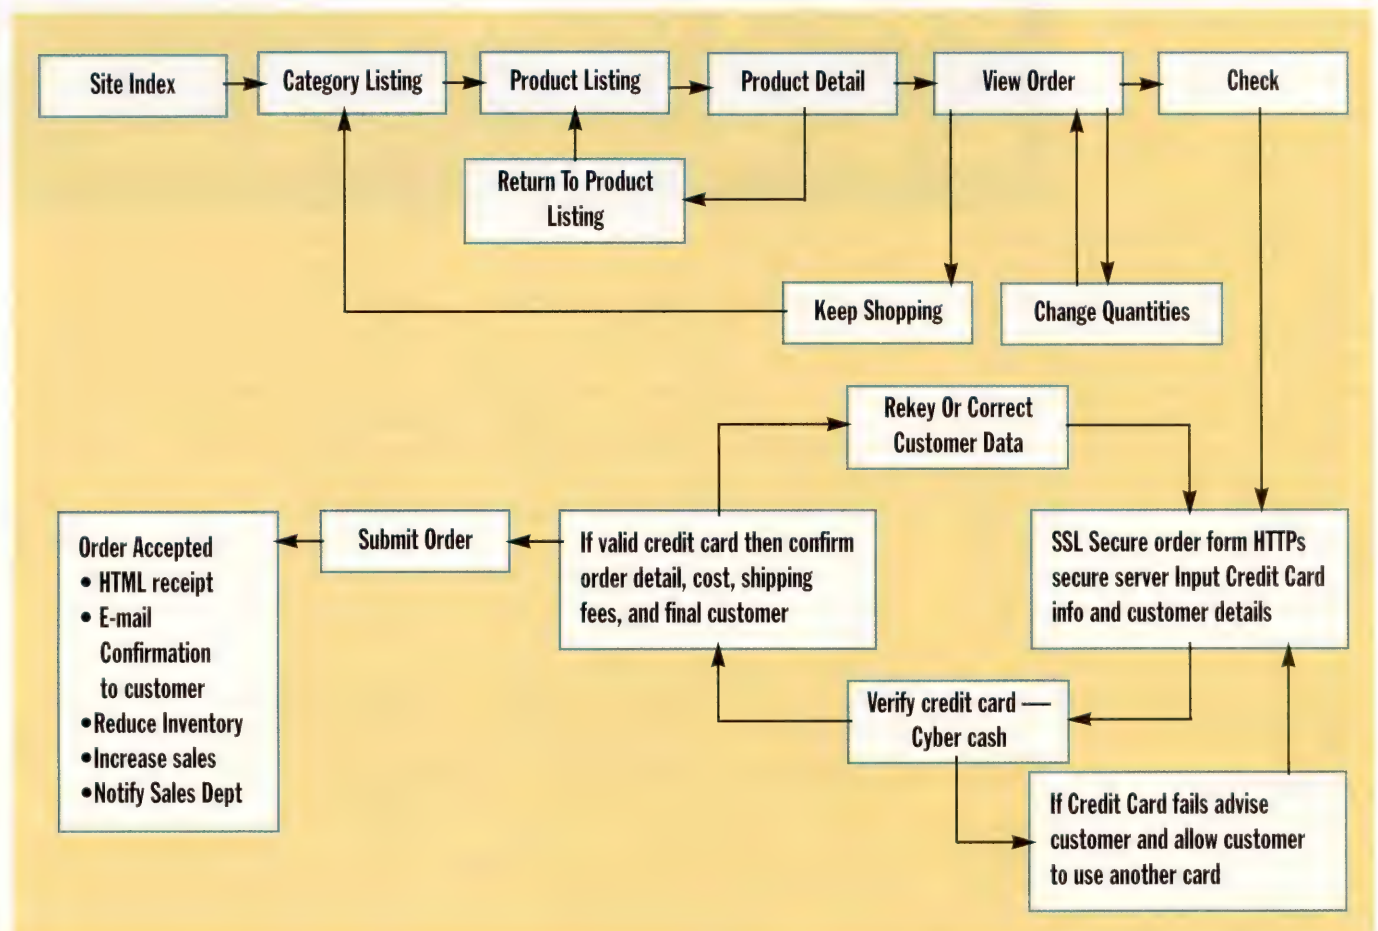 Site Index
Category Listing
Product Listing
Product Detail
View Order
Check
Return To Product
Listing
Keep Shopping
Change Quantities
Rekey Or Correct
Customer Data
Order Accepted
• HTML receipt
• E-mail
Confirmation
to customer
•Reduce Inventory
•Increase sales
•Notify Sales Dept
Submit Order
If valid credit card then confirm
order detail, cost, shipping
fees, and final customer
SSL Secure order form HTTPs
secure server Input Credit Card
info and customer details
Verify credit card —
Cyber cash
If Credit Card fails advise
customer and allow customer
to use another card